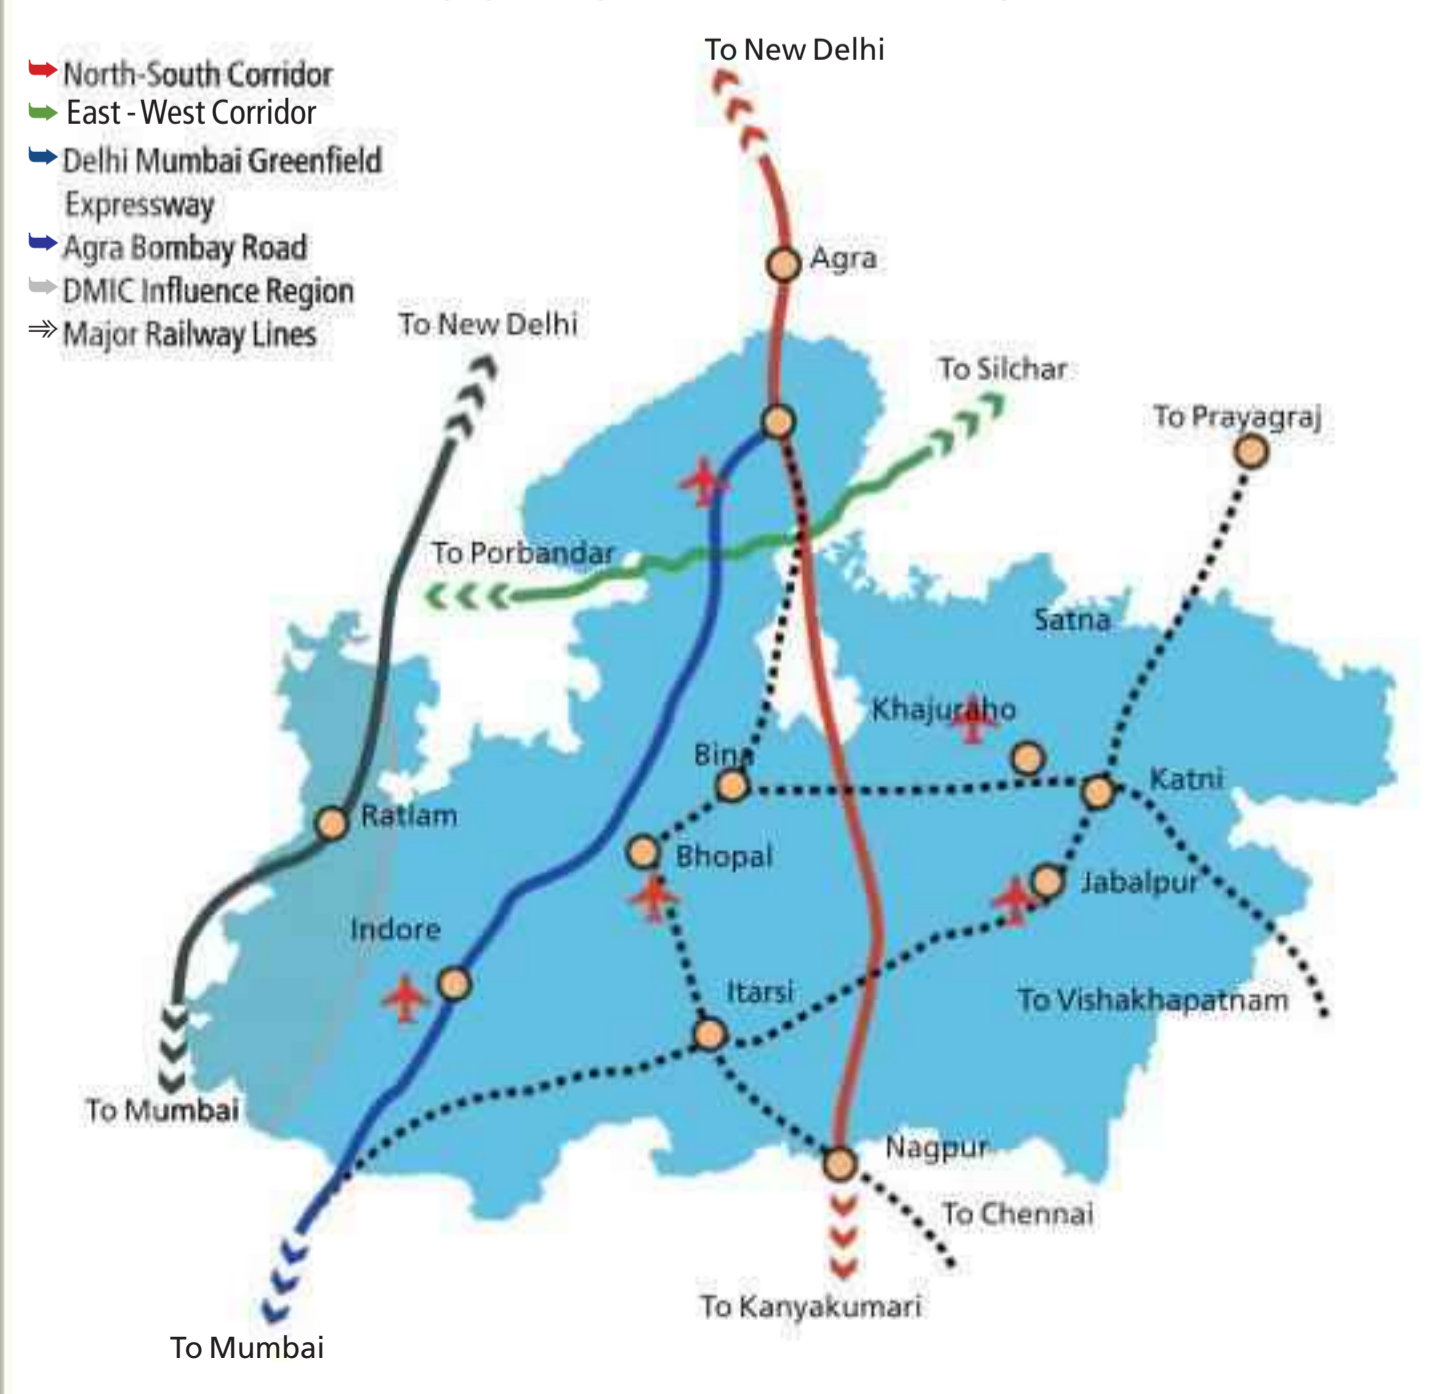 To New Delhi
North-South Corridor
East - West Corridor
Delhi Mumbai Greenfield
Expressway
Agra Bombay Road
DMIC Influence Region
Major Railway Lines
Agra
To New Delhi
To Silchar
To Prayagraj
To Porbandar
Satna
Khajuraho
Bina
Katni
Ratlam
Bhopal
Jabalpur
Indore
Itarsi
To Vishakhapatnam
To Mumbai
Nagpur
To Chennai
To Kanyakumari
To Mumbai